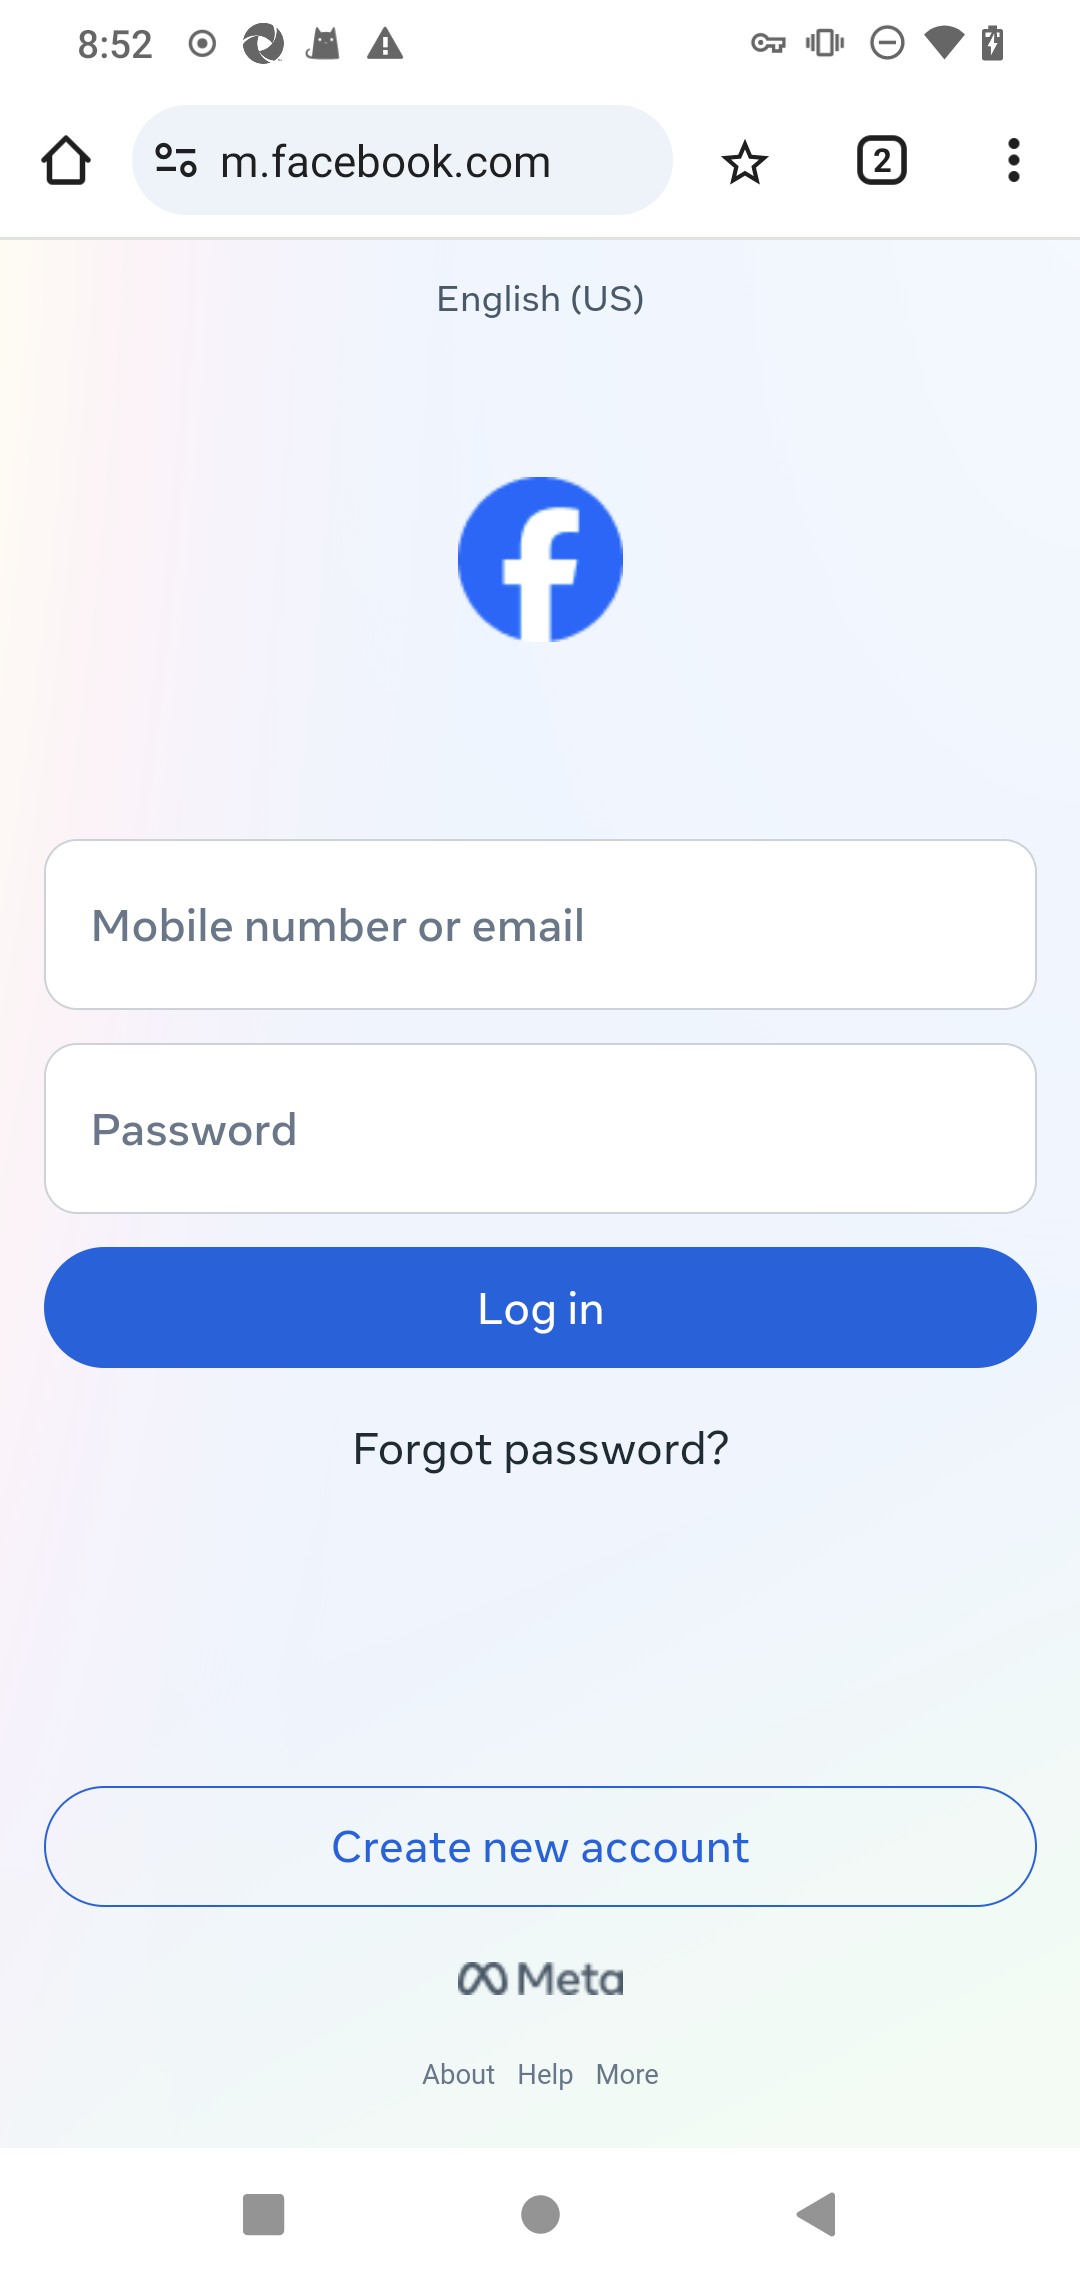 8:52
m.facebook.com
2
English (US)
Mobile number or email
Password
Log in
Forgot password?
Create new account
Meta
About Help More